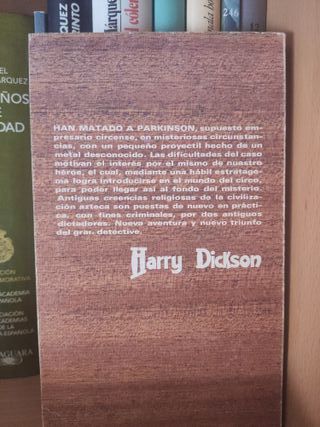 HAN MATADO A PARKINSON, supuesto em-
presario circense, en misteriosas circunstan-
cias, con un pequeño proyectil hecho de un
metal desconocido. Las dificultades del caso
motivan el interés por el mismo de nuestro
héroe, el cual, mediante una hábil estratage-
ma logra introducirse en el mundo del circo,
para poder llegar así al fondo del misterio.
Antiguas creencias religiosas de la civiliza-
ción azteca son puestas de nuevo en prácti-
ca, con fines criminales, por dos antiguos
dictadores. Nueva aventura y nuevo triunfo
del gran detective.
Harry Dickson
246
12